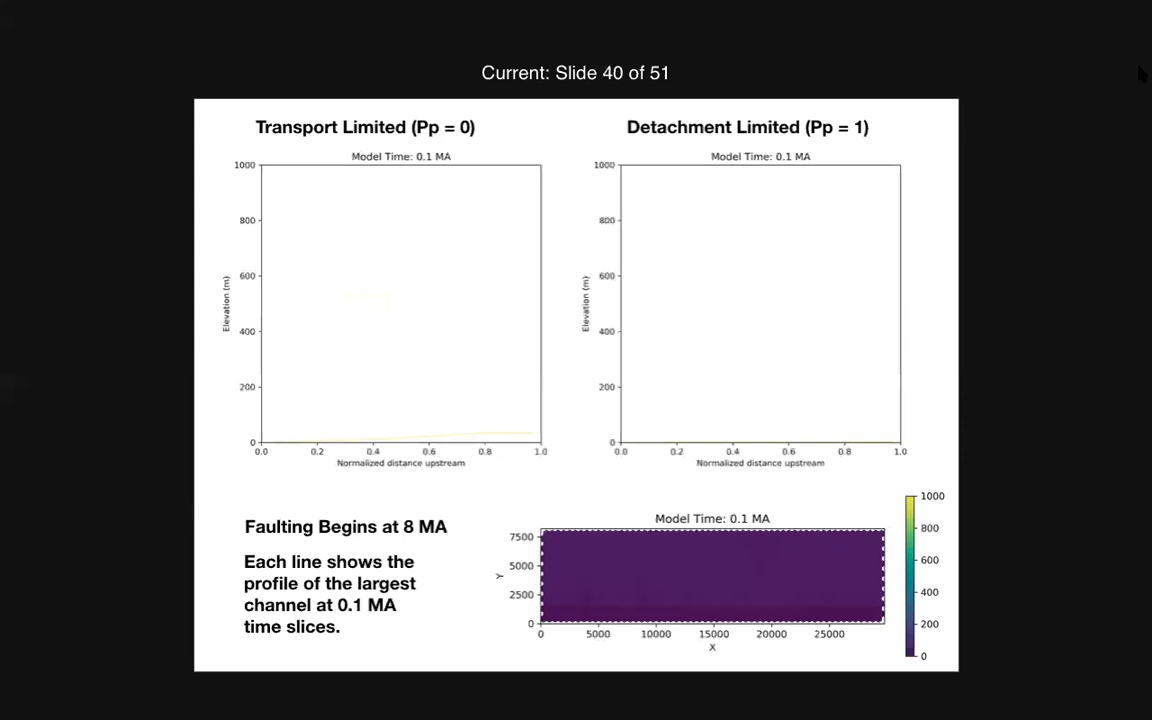 Current: Slide 40 of 51
Transport Limited (Pp = 0)
Model Time: 0.1 MA
1000
800
600
400
200
0
Elevation (m)
0.0 0.2 0.4 0.6 0.8 1.0
Normalized distance upstream
Detachment Limited (Pp = 1)
Model Time: 0.1 MA
1000
800
600
400
200
0
Elevation (m)
0.0 0.2 0.4 0.6 0.8 1.0
Normalized distance upstream
Faulting Begins at 8 MA
Each line shows the
profile of the largest
channel at 0.1 MA
time slices.
Model Time: 0.1 MA
7500
5000
2500
0
Y
0 5000 10000 15000 20000 25000
X
1000
800
600
400
200
0